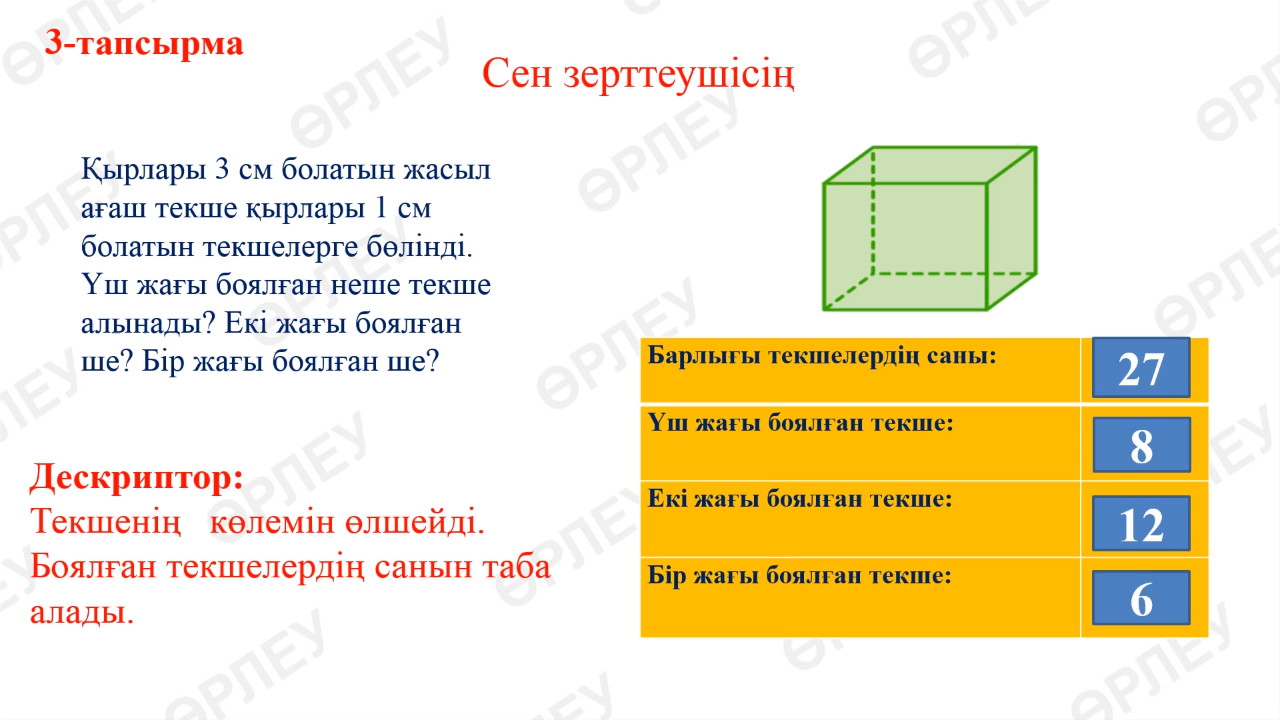 3-тапсырма
Сен зерттеушісің
Қырлары 3 см болатын жасыл
ағаш текше қырлары 1 см
болатын текшелерге бөлінді.
Үш жағы боялған неше текше
алынады? Екі жағы боялған
ше? Бір жағы боялған ше?
Барлығы текшелердің саны: 27
Үш жағы боялған текше: 8
Екі жағы боялған текше: 12
Бір жағы боялған текше: 6
Дескриптор:
Текшенің көлемін өлшейді.
Боялған текшелердің санын таба
алады.
ӨРЛЕУ